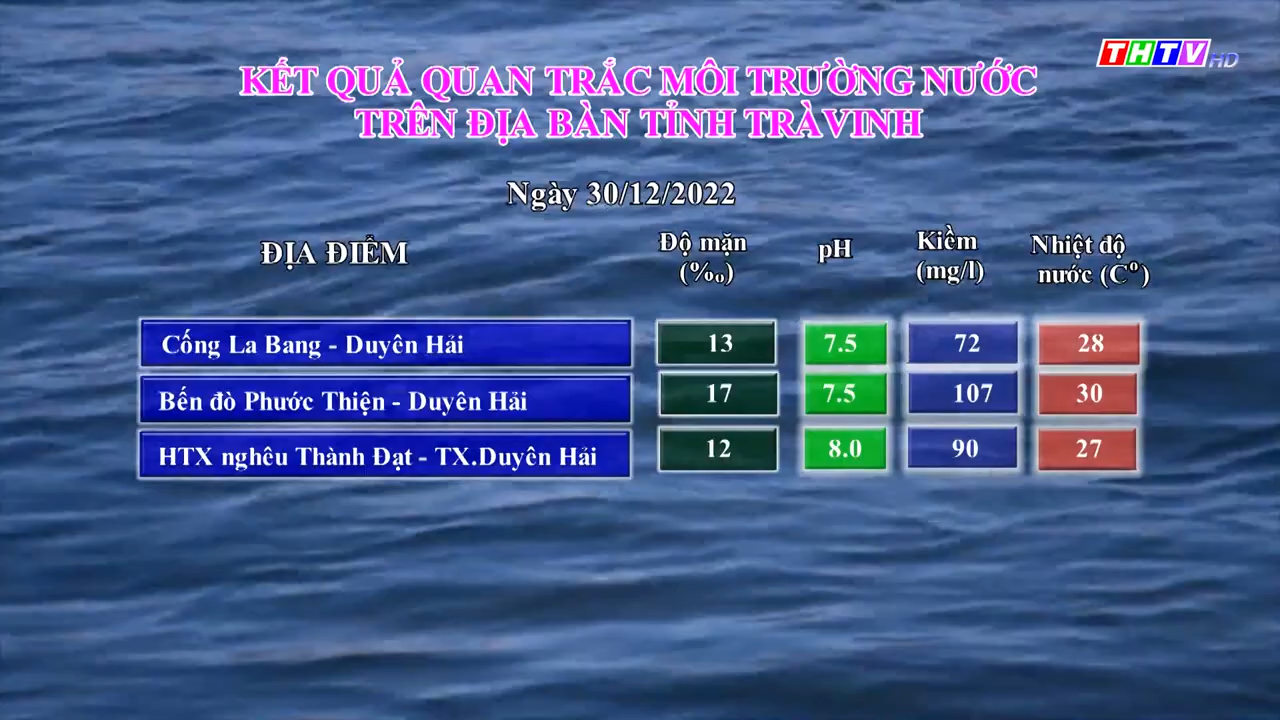 THTV HD
KẾT QUẢ QUAN TRẮC MÔI TRƯỜNG NƯỚC
TRÊN ĐỊA BÀN TỈNH TRÀVINH
Ngày 30/12/2022
ĐỊA ĐIỂM Độ mặn (‰) pH Kiềm (mg/l) Nhiệt độ nước (Cº)
Cống La Bang - Duyên Hải 13 7.5 72 28
Bến đò Phước Thiện - Duyên Hải 17 7.5 107 30
HTX nghêu Thành Đạt - TX.Duyên Hải 12 8.0 90 27